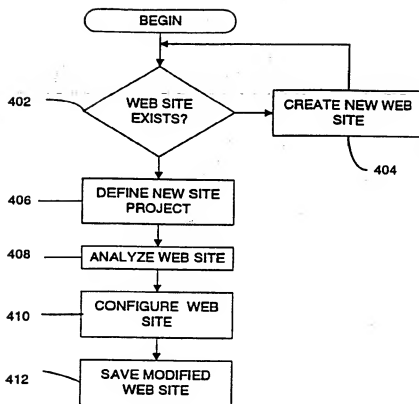 BEGIN
402
WEB SITE
EXISTS?
CREATE NEW WEB
SITE
404
406
DEFINE NEW SITE
PROJECT
408
ANALYZE WEB SITE
410
CONFIGURE WEB
SITE
412
SAVE MODIFIED
WEB SITE